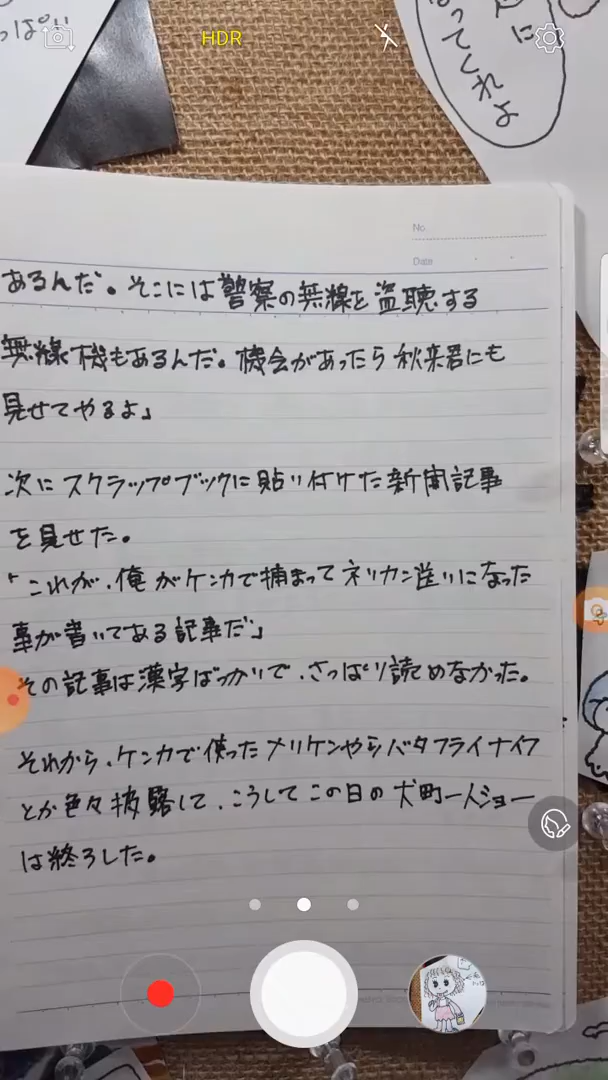 HDR
に
ってくれよ
No.
Date
あるんだ。そこには警察の無線を盗聴する
無線機もあるんだ。機会があったら秋来君にも
見せてやるよ」
次にスクラップブックに貼り付けた新聞記事
を見せた。
「これが、俺がケンカで捕まってネリカン送りになった
事が書いてある記事だ」
その記事は漢字ばっかりで、さっぱり読めなかった。
それから、ケンカで使ったメリケンやらバタフライナイフ
とか色々披露して、こうしてこの日の犬町一人ショー
は終了した。